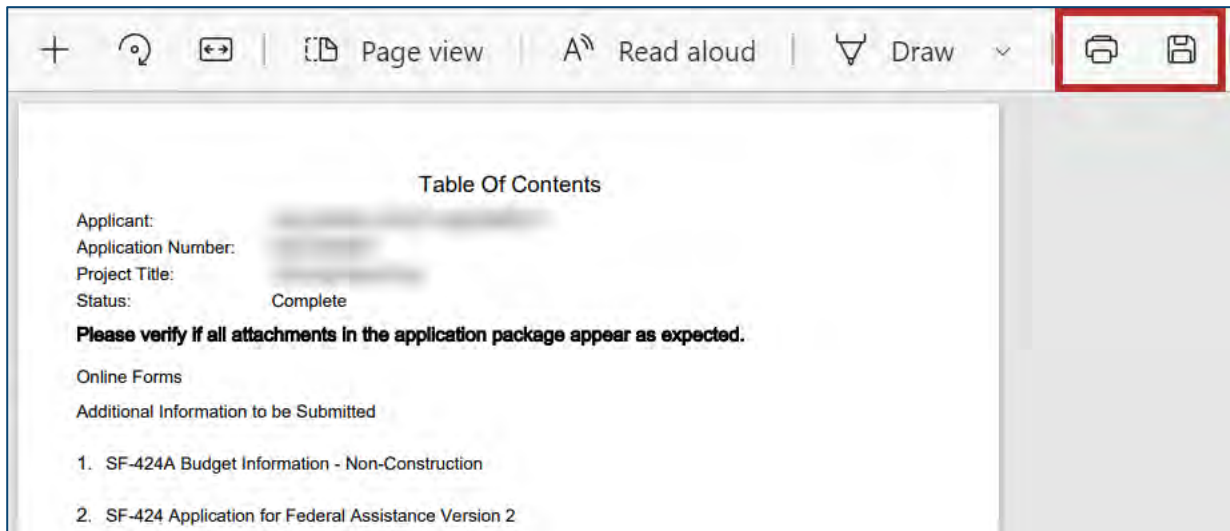 Page view A Read aloud Draw
Table Of Contents
Applicant:
Application Number:
Project Title:
Status: Complete
Please verify if all attachments in the application package appear as expected.
Online Forms
Additional Information to be Submitted
1. SF-424A Budget Information - Non-Construction
2. SF-424 Application for Federal Assistance Version 2